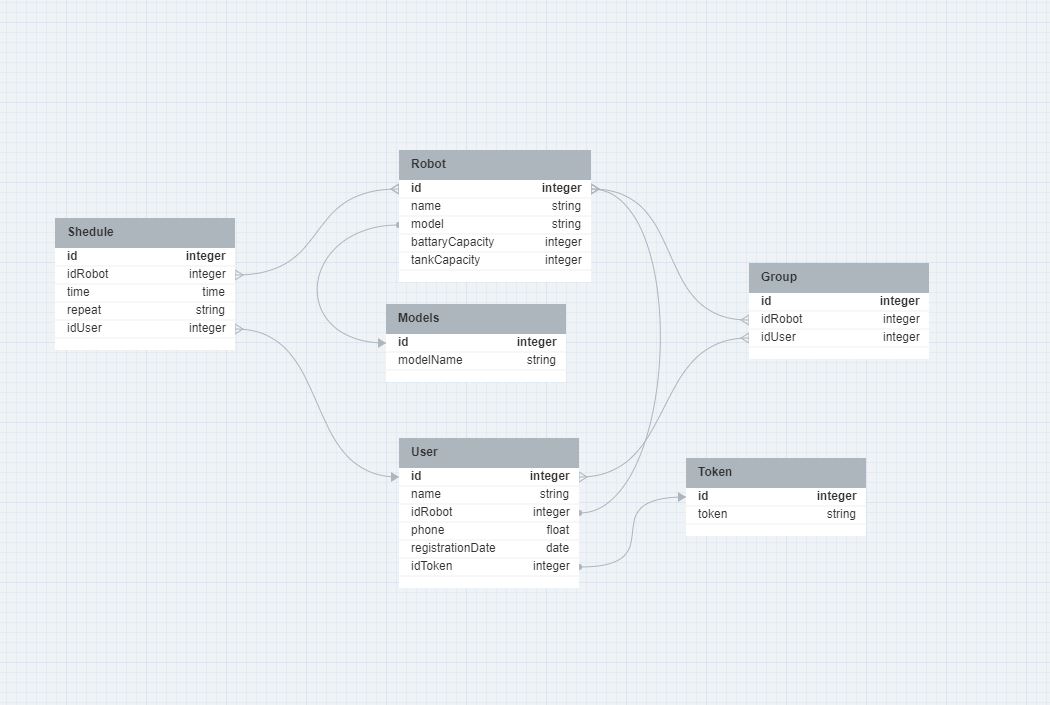 Robot
id integer
name string
model string
battaryCapacity integer
tankCapacity integer
Shedule
id integer
idRobot integer
time time
repeat string
idUser integer
Models
id integer
modelName string
Group
id integer
idRobot integer
idUser integer
User
id integer
name string
idRobot integer
phone float
registrationDate date
idToken integer
Token
id integer
token string